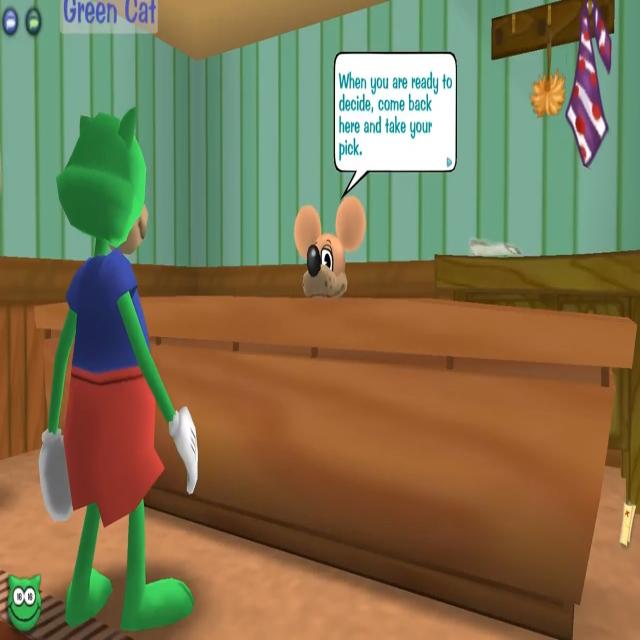 Green Cat
When you are ready to
decide, come back
here and take your
pick.